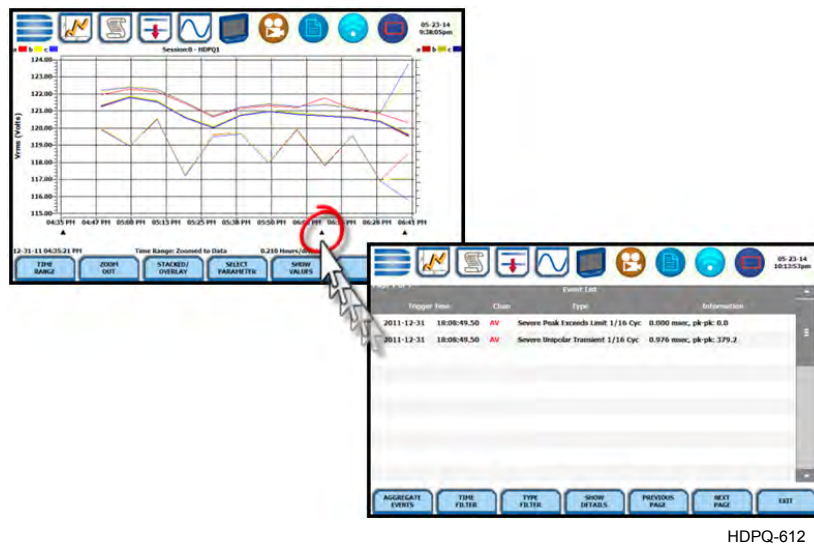 05-23-14
9:38:05pm
a b c
Session:0 - HDPQ1
a b c
Vrms (Volts)
124.00
123.00
122.00
121.00
120.00
119.00
118.00
117.00
116.00
115.00
04:35 PM 04:47 PM 05:00 PM 05:13 PM 05:25 PM 05:38 PM 05:50 PM 06:28 PM 06:41 PM
12-31-11 04:35:21 PM Time Range: Zoomed to Data 0.210 Hours/
TIME RANGE
ZOOM OUT
STACKED/ OVERLAY
SELECT PARAMETER
SHOW VALUES
05-23-14
10:13:53pm
Event List
Trigger Time Chan Type Information
2011-12-31 18:08:49.50 AV Severe Peak Exceeds Limit 1/16 Cyc 0.000 msec, pk-pk: 0.0
2011-12-31 18:08:49.50 AV Severe Unipolar Transient 1/16 Cyc 0.976 msec, pk-pk: 379.2
AGGREGATE EVENTS
TIME FILTER
TYPE FILTER
SHOW DETAILS
PREVIOUS PAGE
NEXT PAGE
EXIT
HDPQ-612